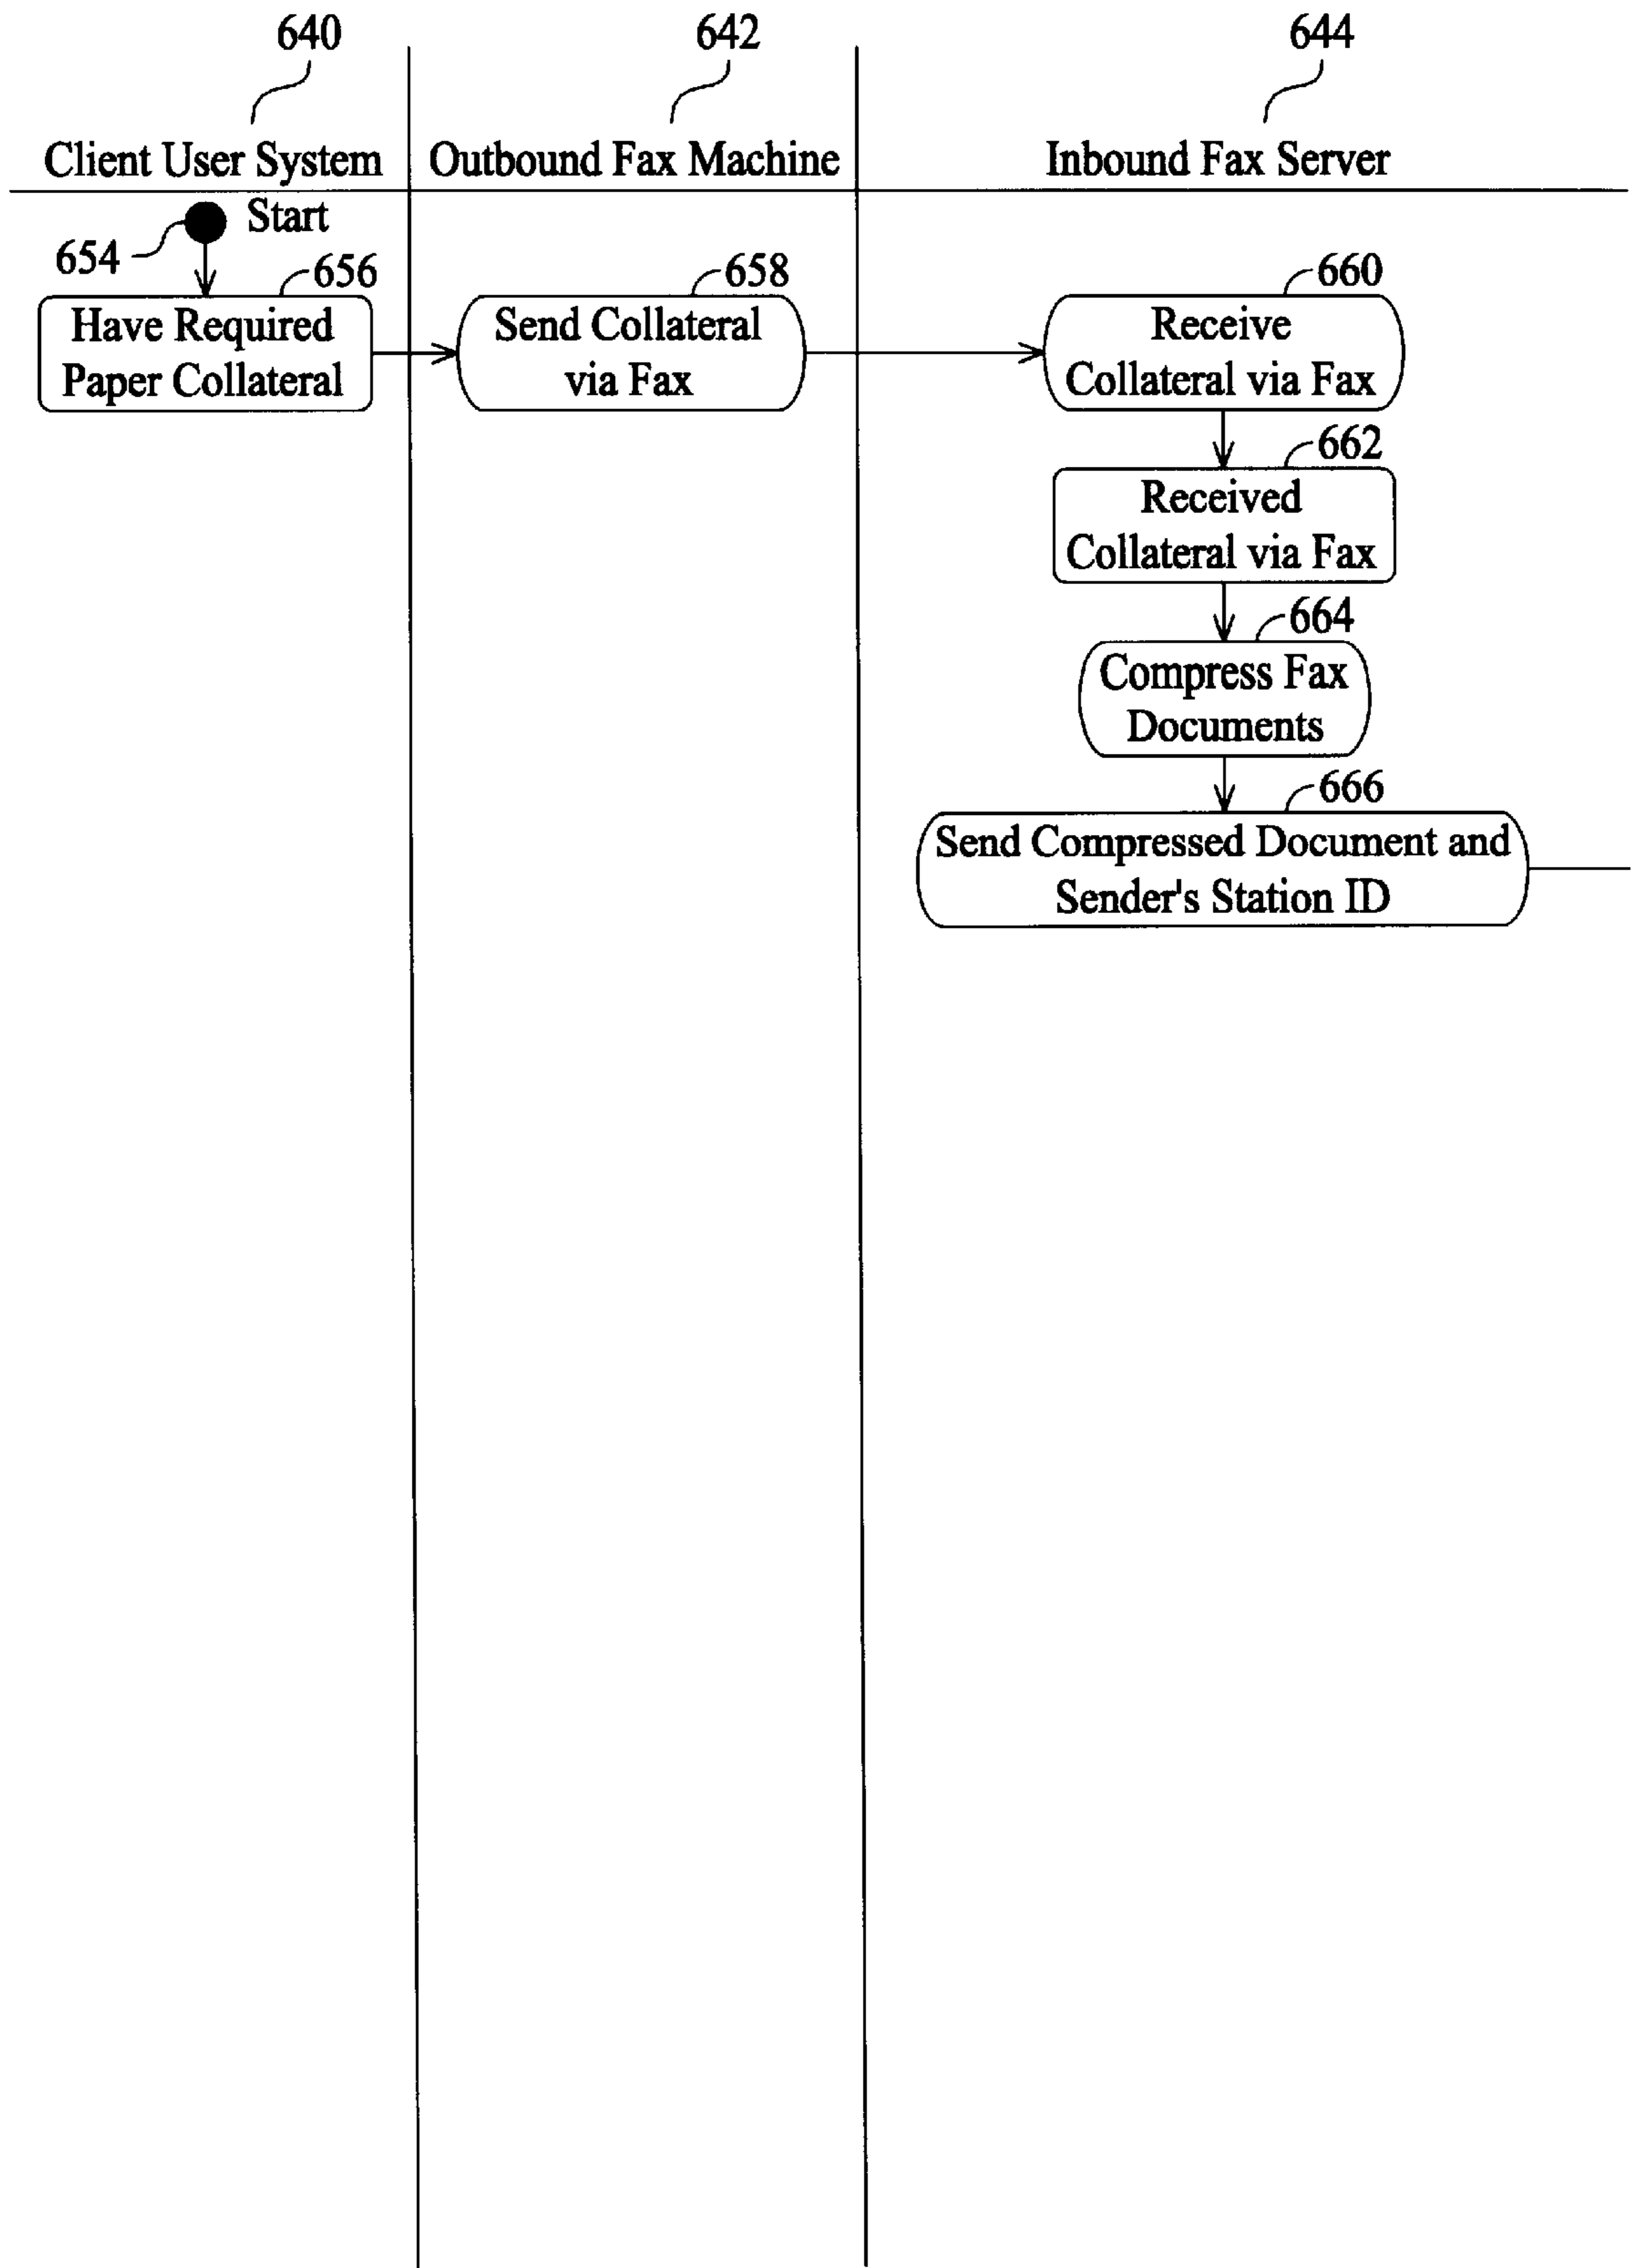 640
642
644
Client User System
Outbound Fax Machine
Inbound Fax Server
Start
654
656
Have Required
Paper Collateral
658
Send Collateral
via Fax
660
Receive
Collateral via Fax
662
Received
Collateral via Fax
664
Compress Fax
Documents
666
Send Compressed Document and
Sender's Station ID